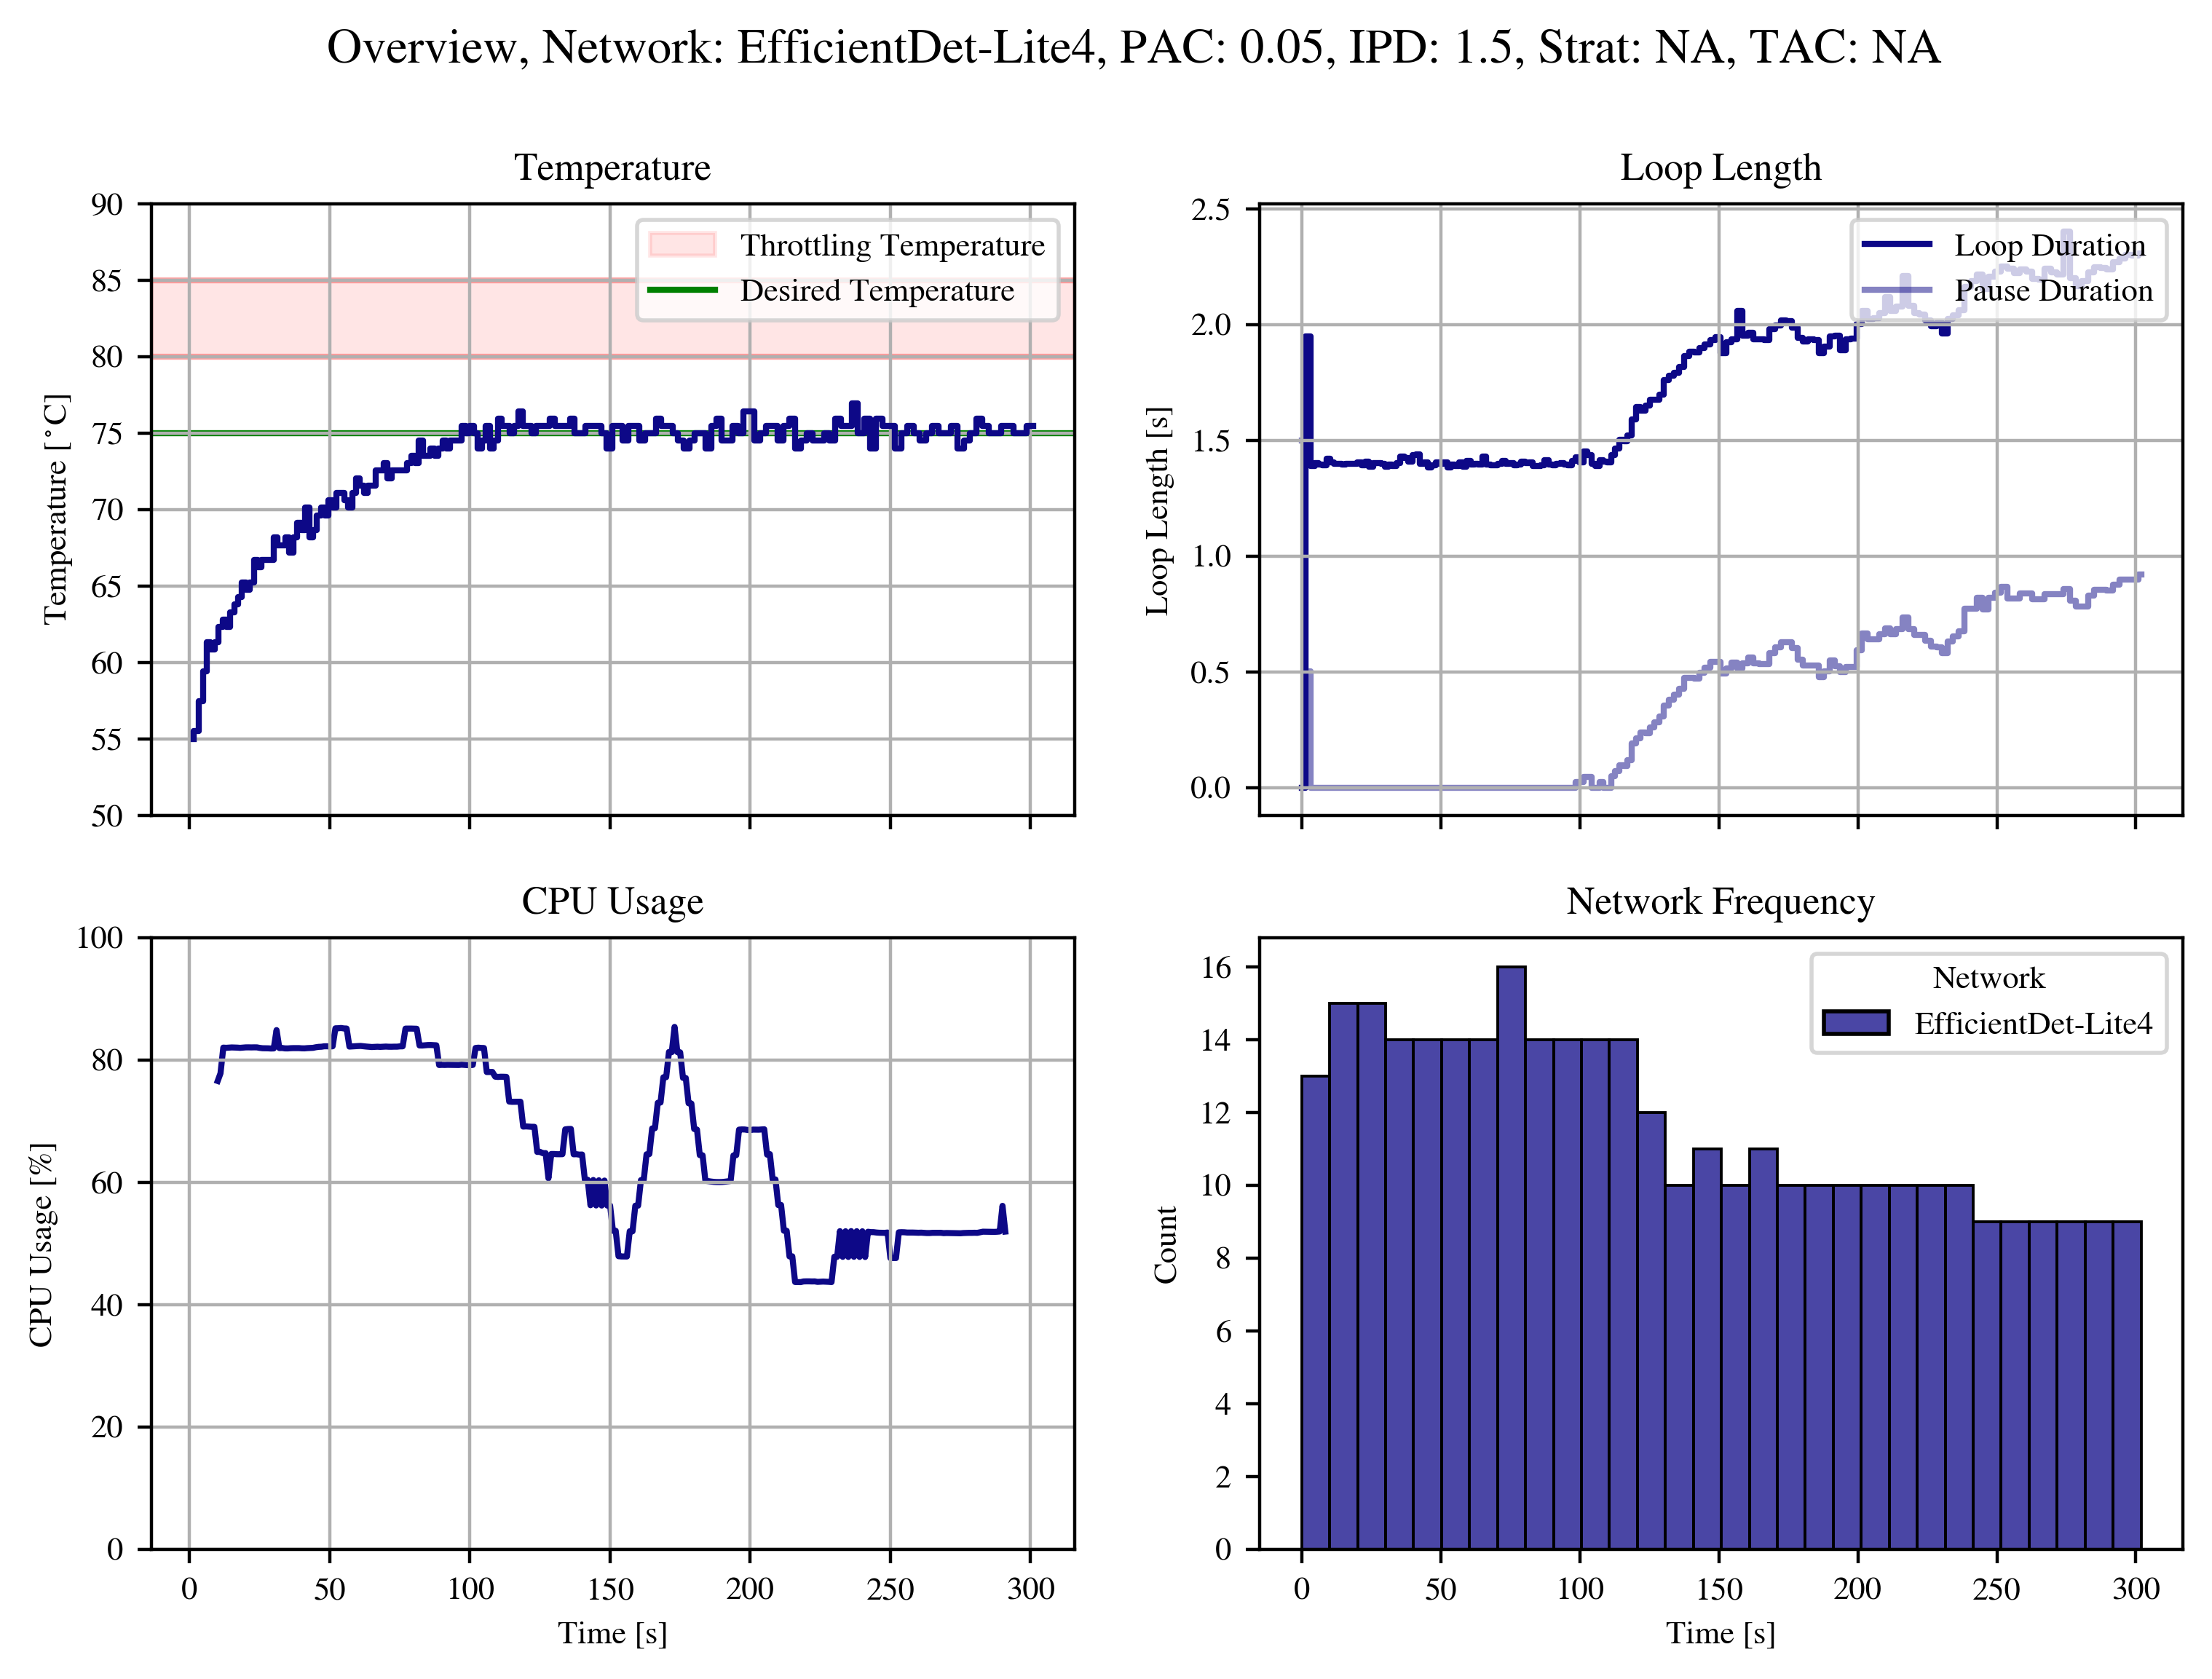 Overview, Network: EfficientDet-Lite4, PAC: 0.05, IPD: 1.5, Strat: NA, TAC: NA
Temperature
90
85
80
75
70
65
60
55
50
Temperature [°C]
Throttling Temperature
Desired Temperature
Loop Length
2.5
2.0
1.5
1.0
0.5
0.0
Loop Length [s]
Loop Duration
Pause Duration
CPU Usage
100
80
60
40
20
0
CPU Usage [%]
0 50 100 150 200 250 300
Time [s]
Network Frequency
16
14
12
10
8
6
4
2
0
Count
Network
EfficientDet-Lite4
0 50 100 150 200 250 300
Time [s]